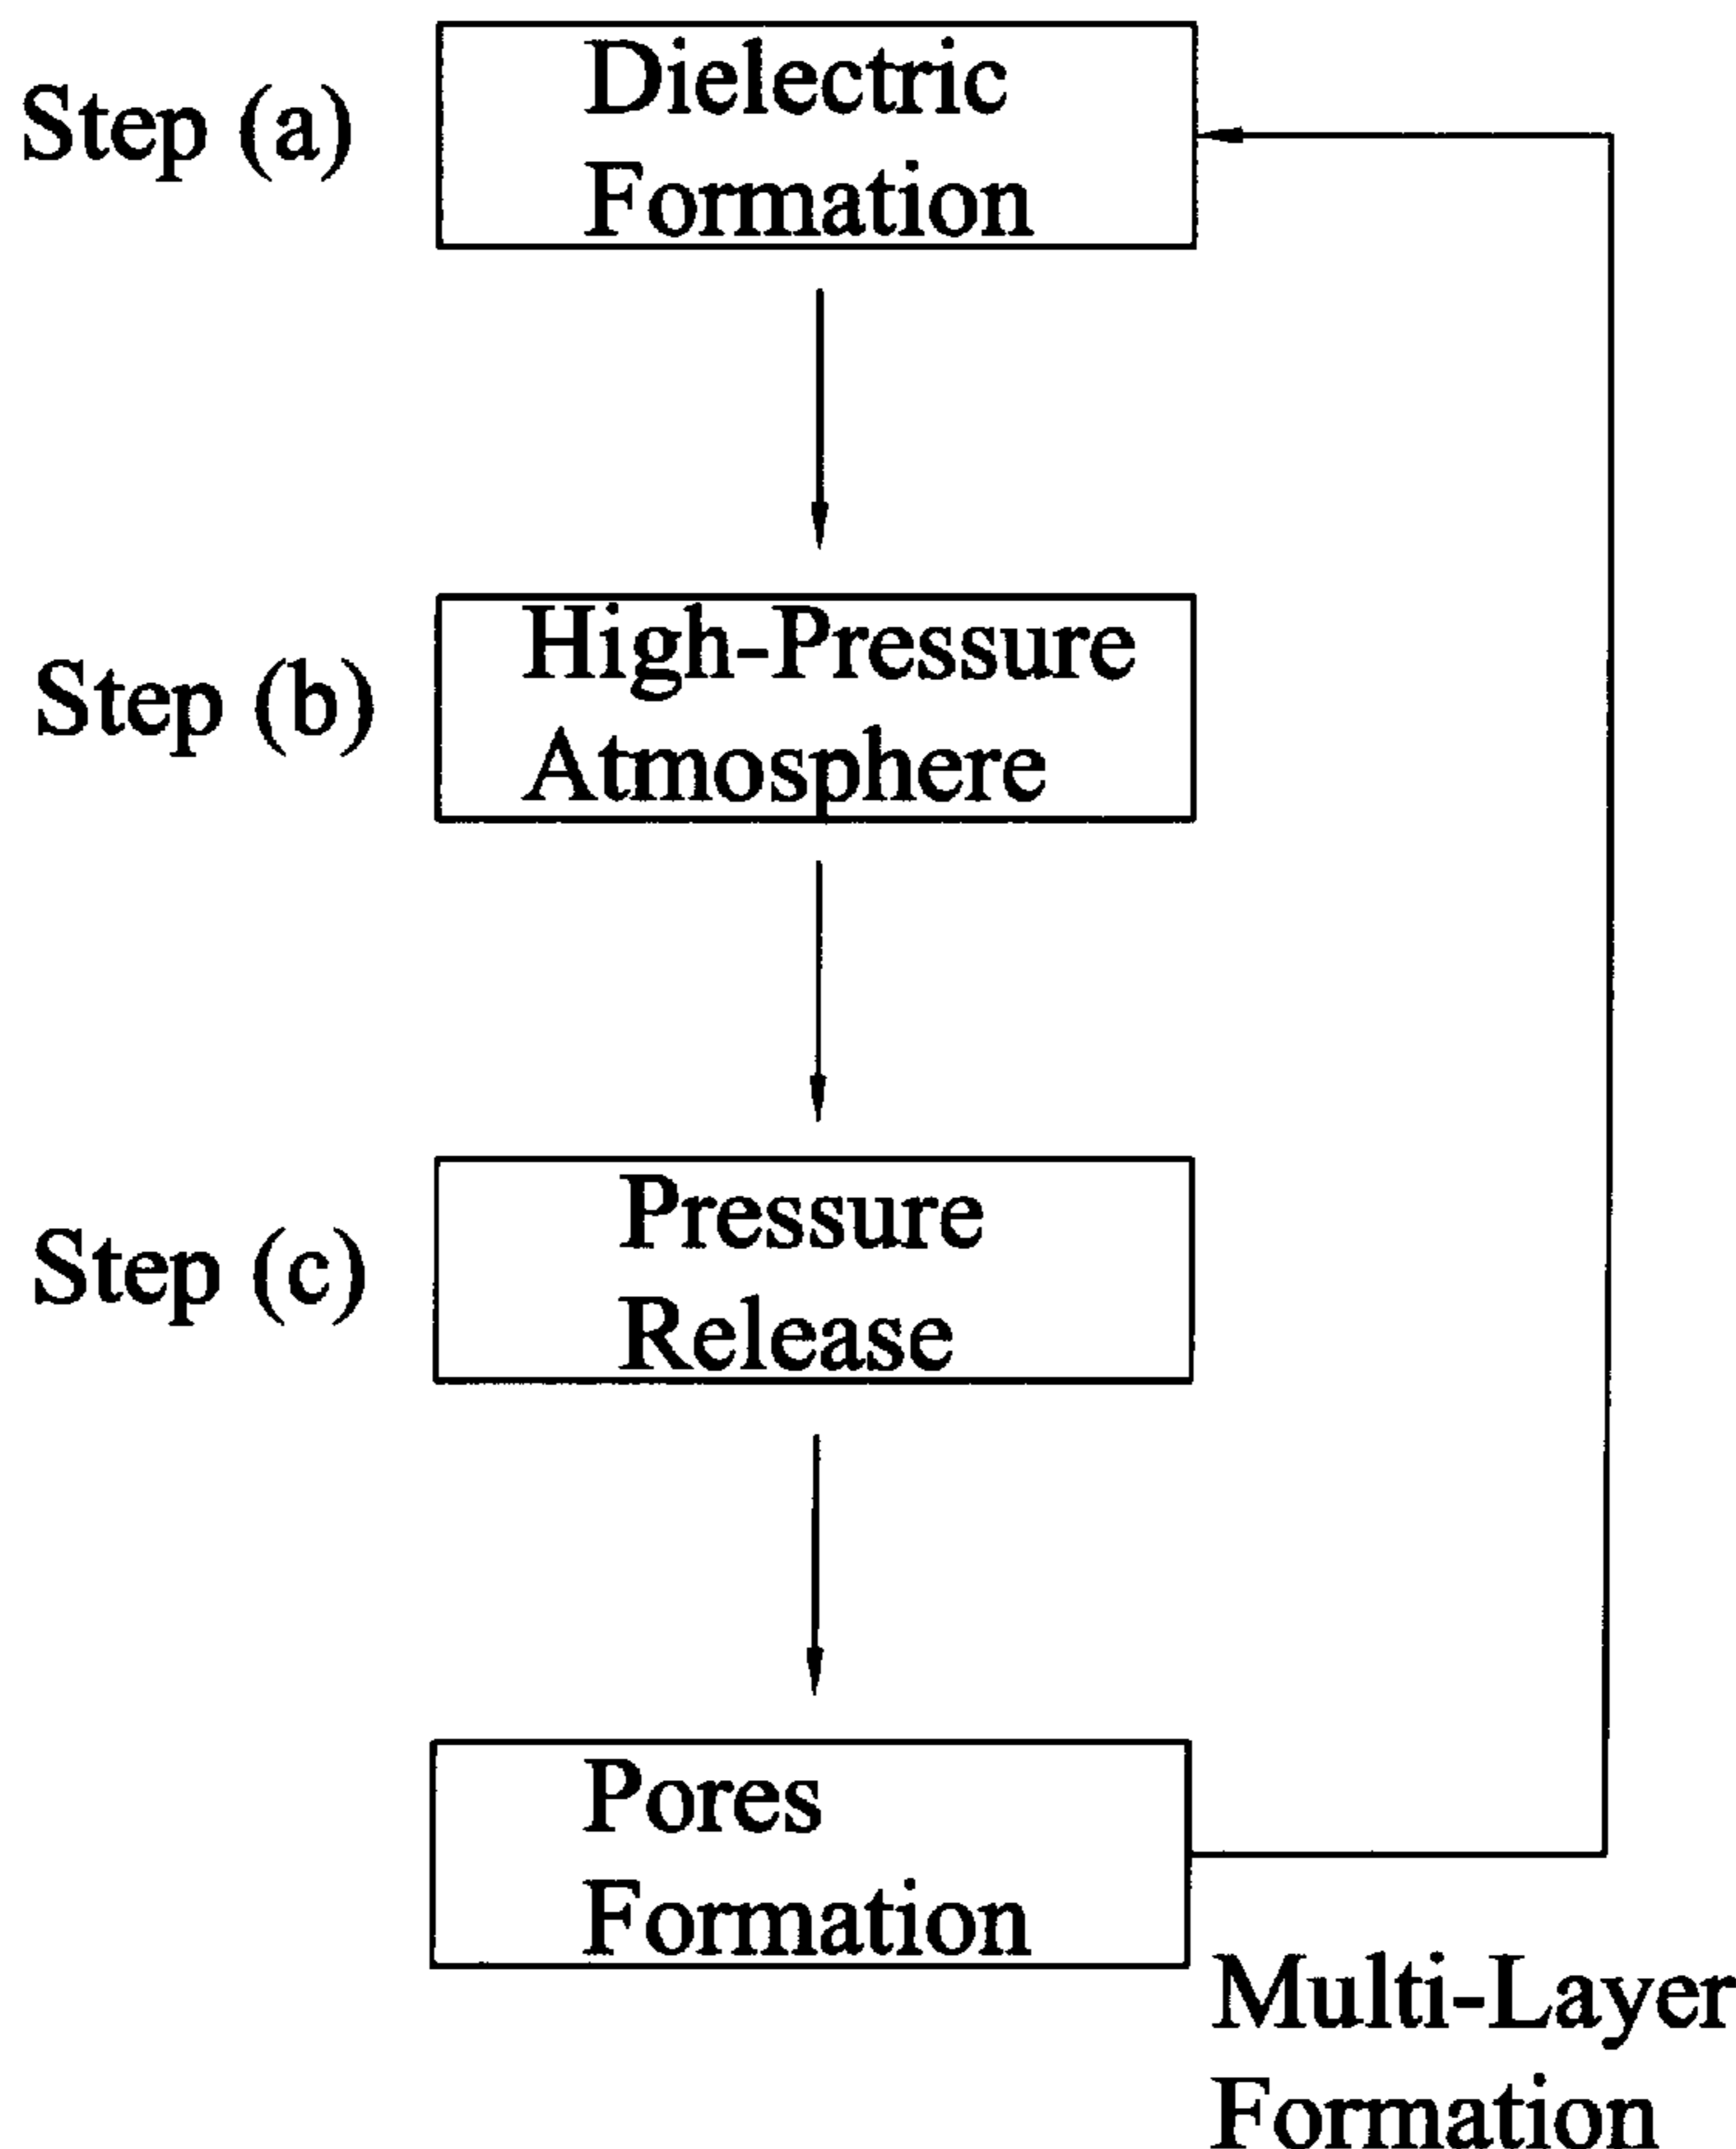 Step (a)
Dielectric
Formation
Step (b)
High-Pressure
Atmosphere
Step (c)
Pressure
Release
Pores
Formation
Multi-Layer
Formation